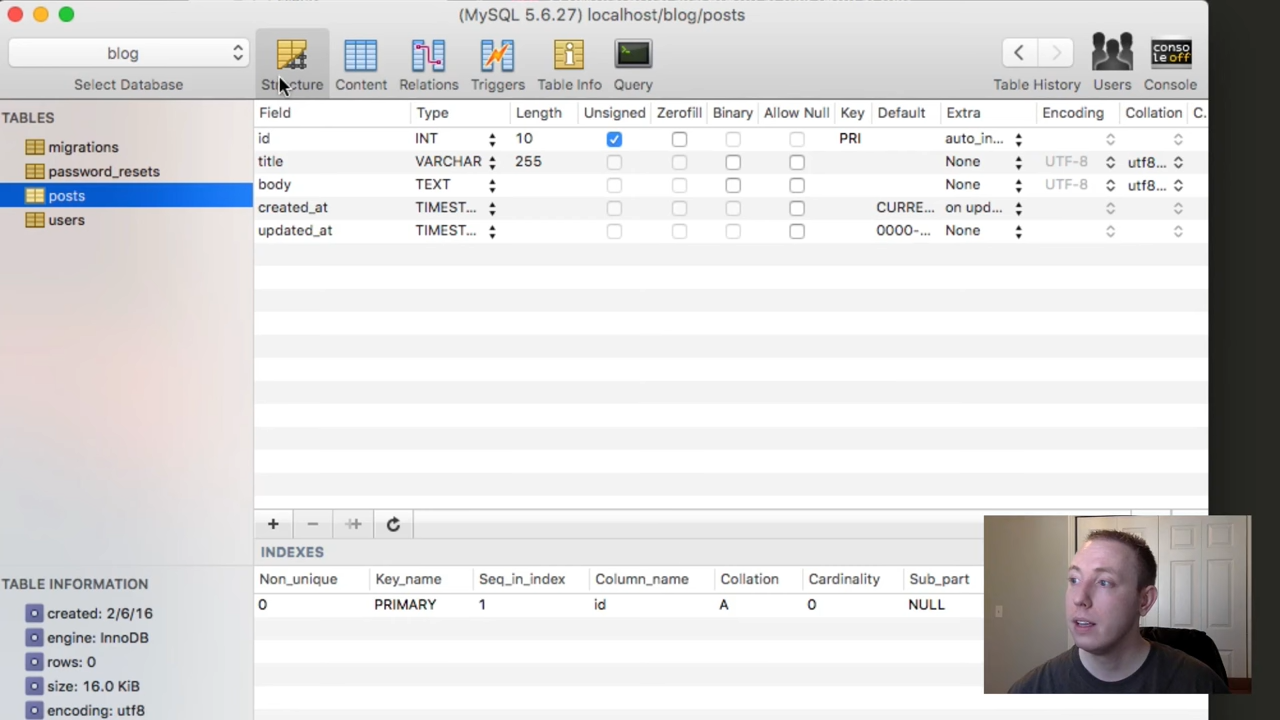 (MySQL 5.6.27) localhost/blog/posts
blog
Select Database
Structure Content Relations Triggers Table Info Query
Table History Users Console
conso
le off
TABLES
migrations
password_resets
posts
users
Field Type Length Unsigned Zerofill Binary Allow Null Key Default Extra Encoding Collation C.
id INT 10 PRI auto_in...
title VARCHAR 255 None UTF-8 utf8...
body TEXT None UTF-8 utf8...
created_at TIMEST... CURRE... on upd...
updated_at TIMEST... 0000-... None
INDEXES
Non_unique Key_name Seq_in_index Column_name Collation Cardinality Sub_part
0 PRIMARY 1 id A 0 NULL
TABLE INFORMATION
created: 2/6/16
engine: InnoDB
rows: 0
size: 16.0 KiB
encoding: utf8